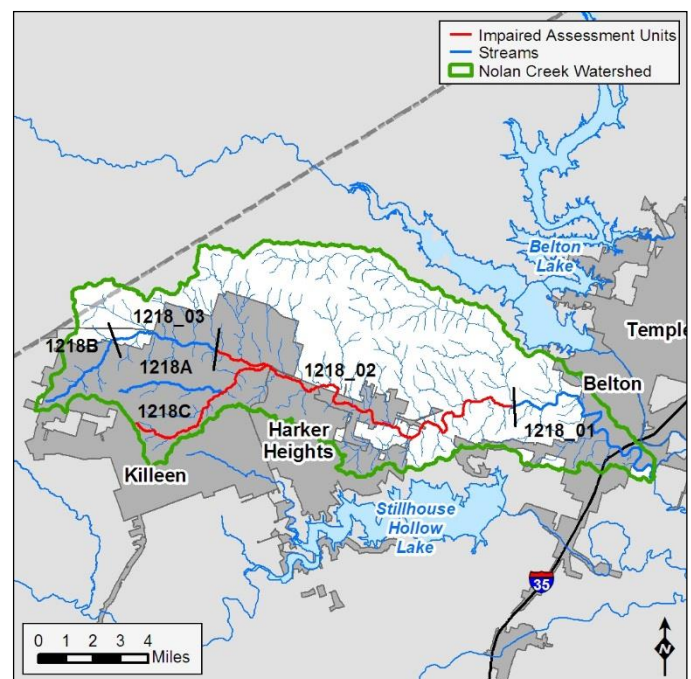 Impaired Assessment Units
Streams
Nolan Creek Watershed
Belton
Lake
Temple
1218_03
1218B
1218A
1218_02
Belton
1218C
1218_01
Harker
Heights
Killeen
Stillhouse
Hollow
Lake
35
0 1 2 3 4
Miles
N